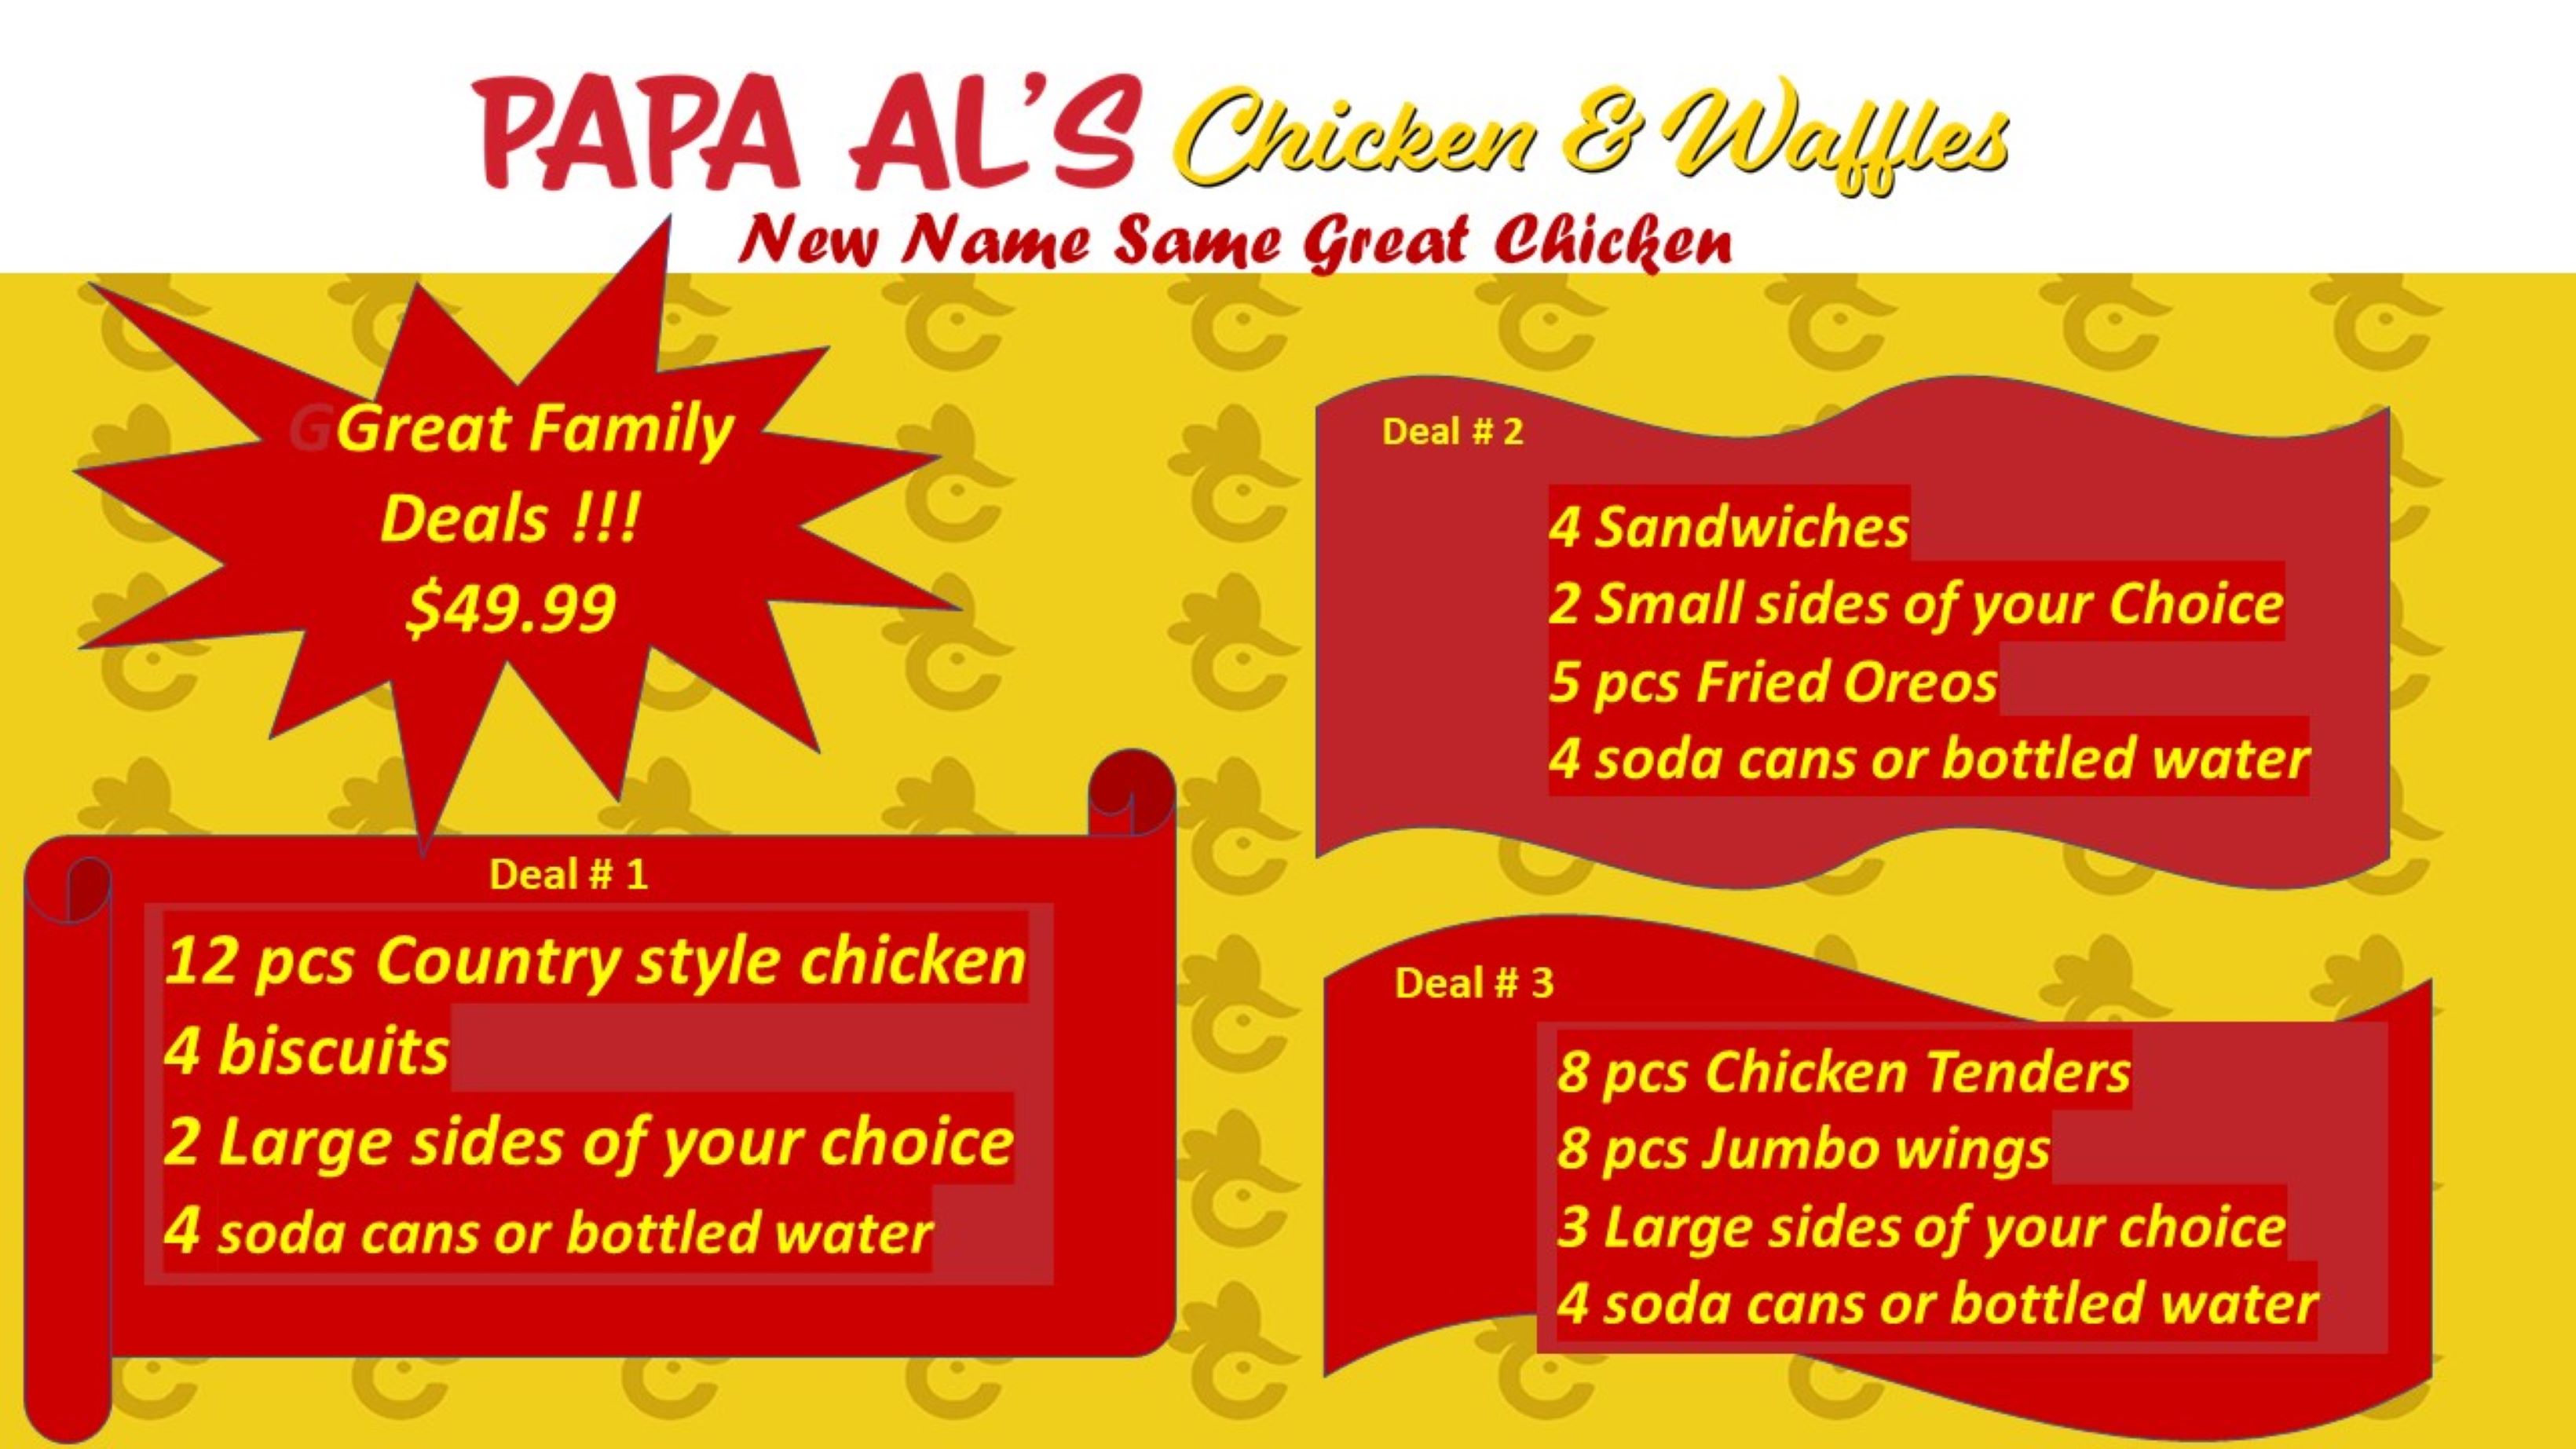 PAPA AL'S Chicken & Waffles
New Name Same Great Chicken
GGreat Family
Deals !!!
$49.99
Deal # 1
12 pcs Country style chicken
4 biscuits
2 Large sides of your choice
4 soda cans or bottled water
Deal # 2
4 Sandwiches
2 Small sides of your Choice
5 pcs Fried Oreos
4 soda cans or bottled water
Deal # 3
8 pcs Chicken Tenders
8 pcs Jumbo wings
3 Large sides of your choice
4 soda cans or bottled water